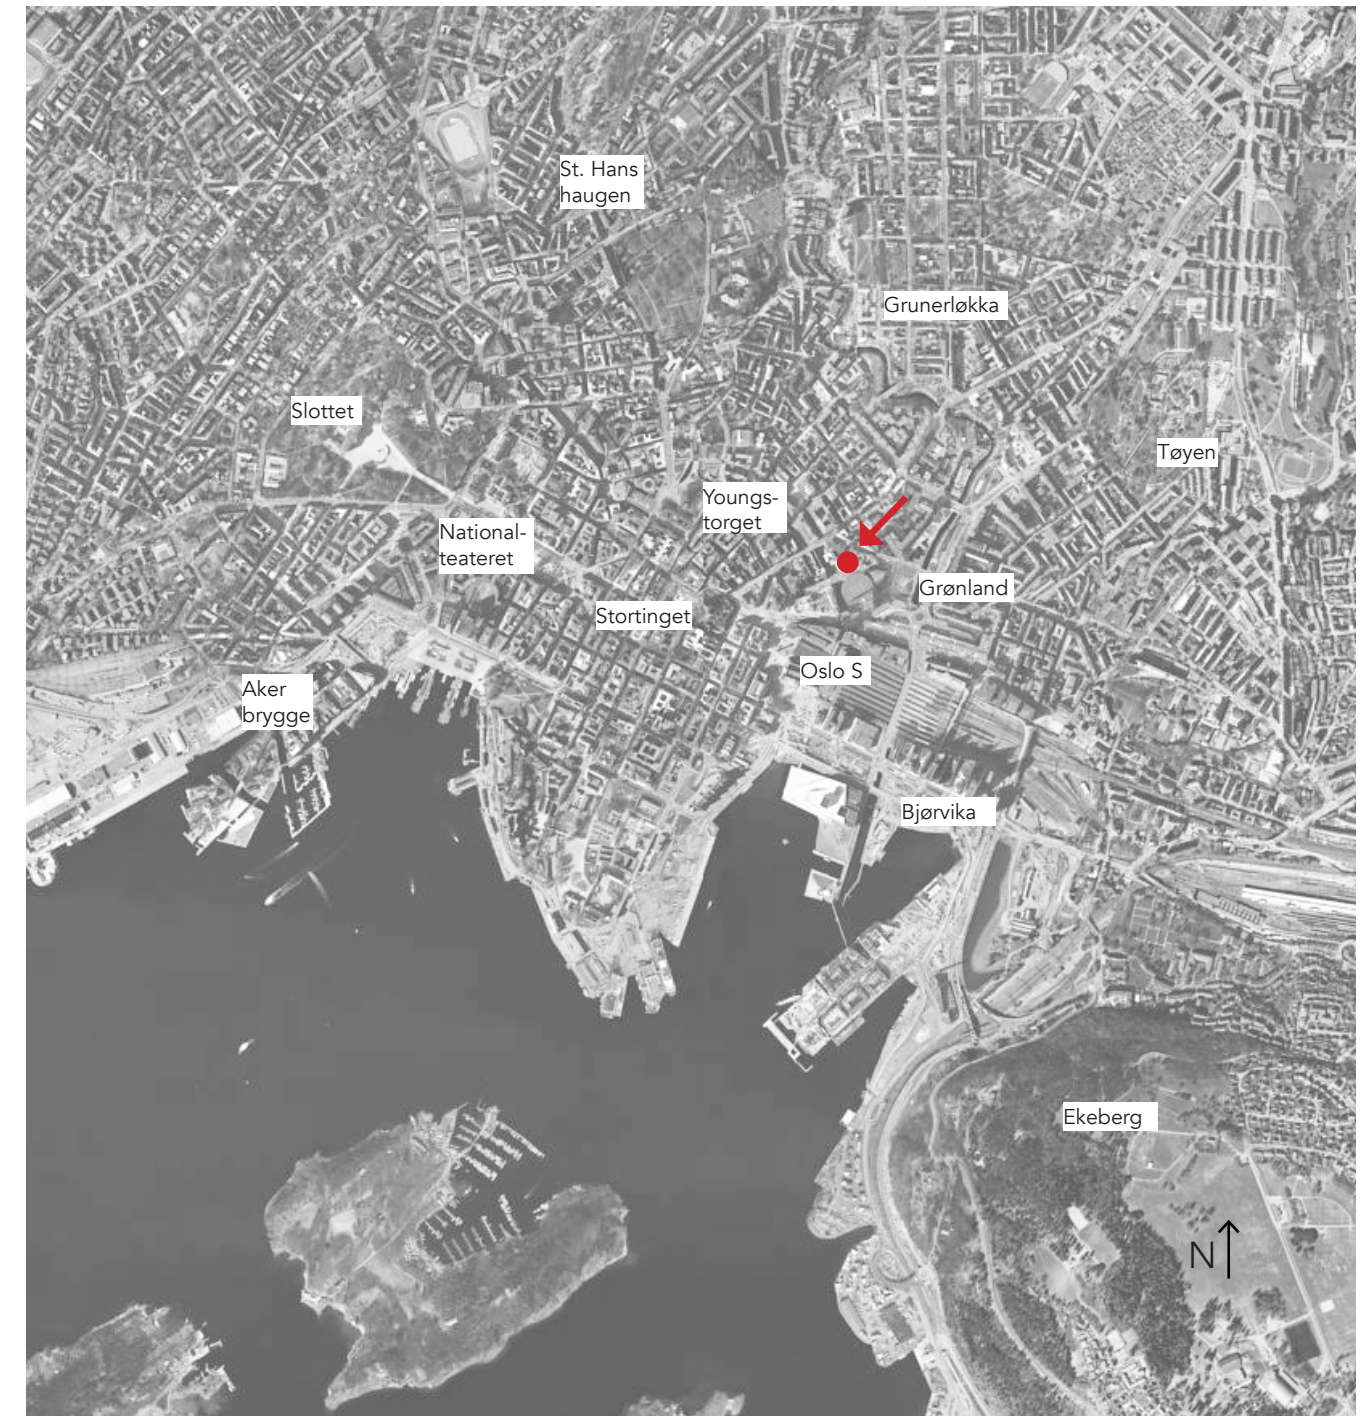 St. Hans
haugen
Grunerløkka
Slottet
Tøyen
Youngs-
torget
National-
teateret
Grønland
Stortinget
Oslo S
Aker
brygge
Bjørvika
Ekeberg
N